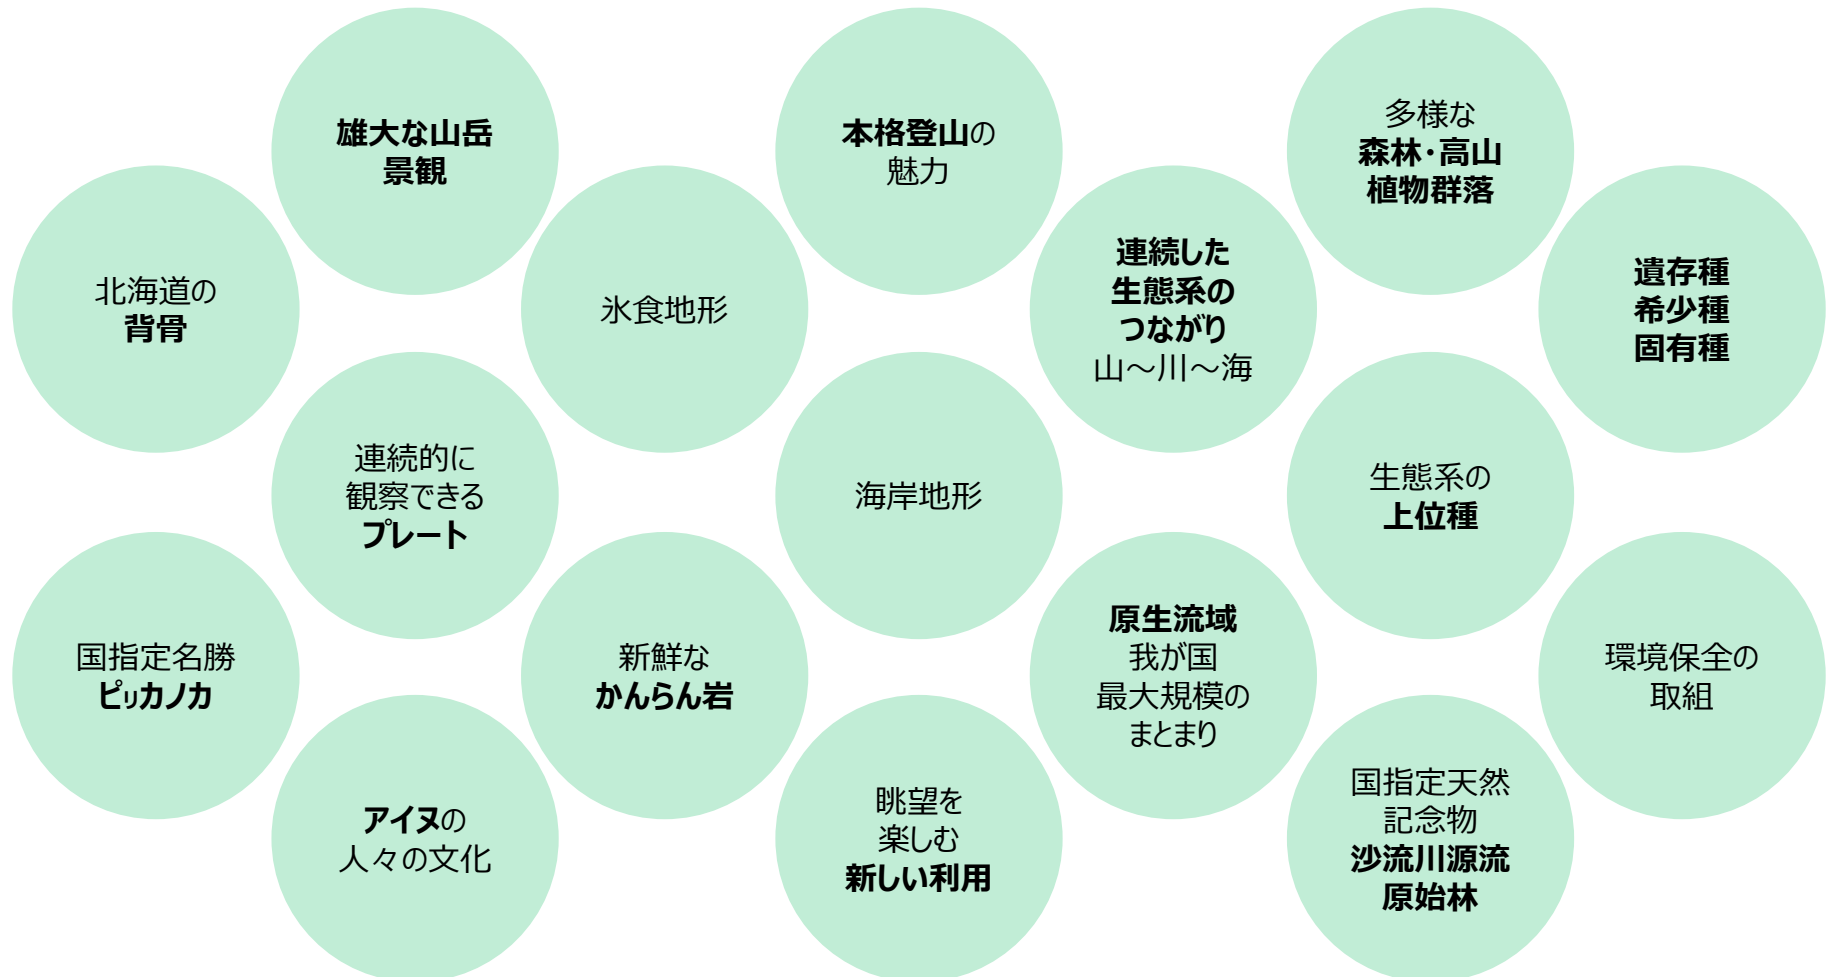 雄大な山岳
景観
本格登山の
魅力
多様な
森林・高山
植物群落
北海道の
背骨
氷食地形
連続した
生態系の
つながり
山～川～海
遺存種
希少種
固有種
連続的に
観察できる
プレート
海岸地形
生態系の
上位種
国指定名勝
ピリカノカ
新鮮な
かんらん岩
原生流域
我が国
最大規模の
まとまり
環境保全の
取組
アイヌの
人々の文化
眺望を
楽しむ
新しい利用
国指定天然
記念物
沙流川源流
原始林